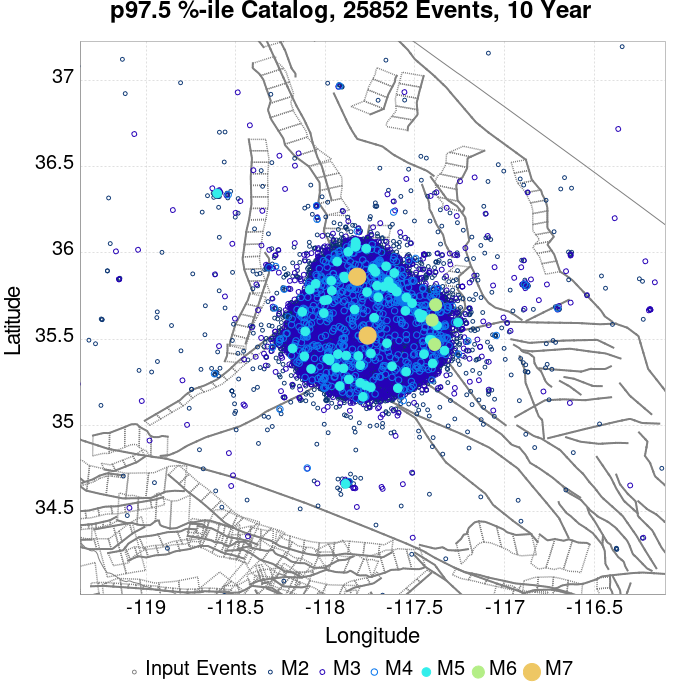 p97.5 %-ile Catalog, 25852 Events, 10 Year
37
36.5
36
35.5
35
34.5
Latitude
-119 -118.5 -118 -117.5 -117 -116.5
Longitude
Input Events M2 M3 M4 M5 M6 M7